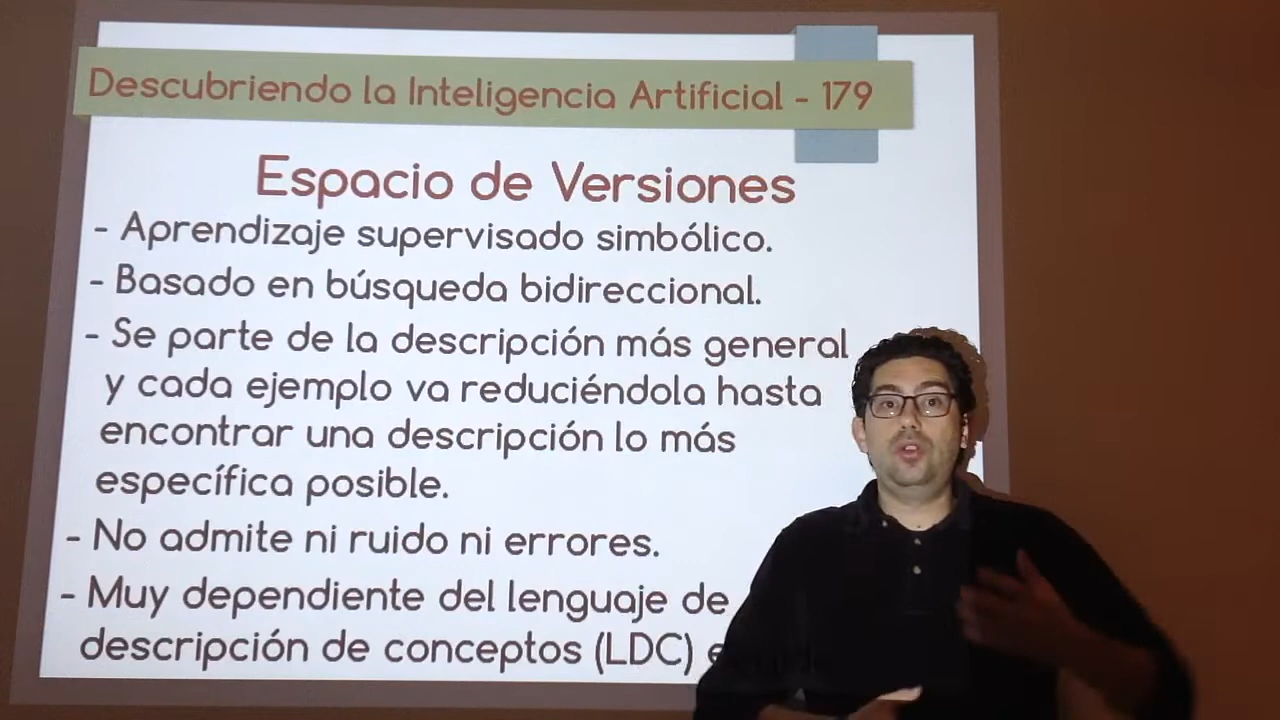 Descubriendo la Inteligencia Artificial - 179
Espacio de Versiones
- Aprendizaje supervisado simbólico.
- Basado en búsqueda bidireccional.
- Se parte de la descripción más general
y cada ejemplo va reduciéndola hasta
encontrar una descripción lo más
específica posible.
- No admite ni ruido ni errores.
- Muy dependiente del lenguaje de
descripción de conceptos (LDC)